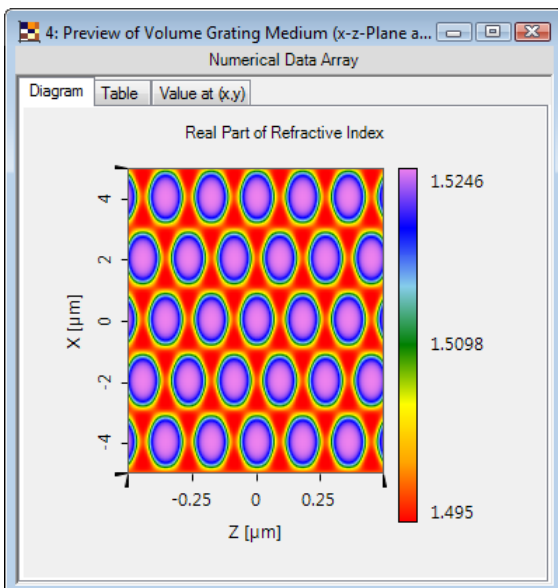 4: Preview of Volume Grating Medium (x-z-Plane a...
Numerical Data Array
Diagram Table Value at (x,y)
Real Part of Refractive Index
X [µm]
4
2
0
-2
-4
-0.25 0 0.25
Z [µm]
1.5246
1.5098
1.495